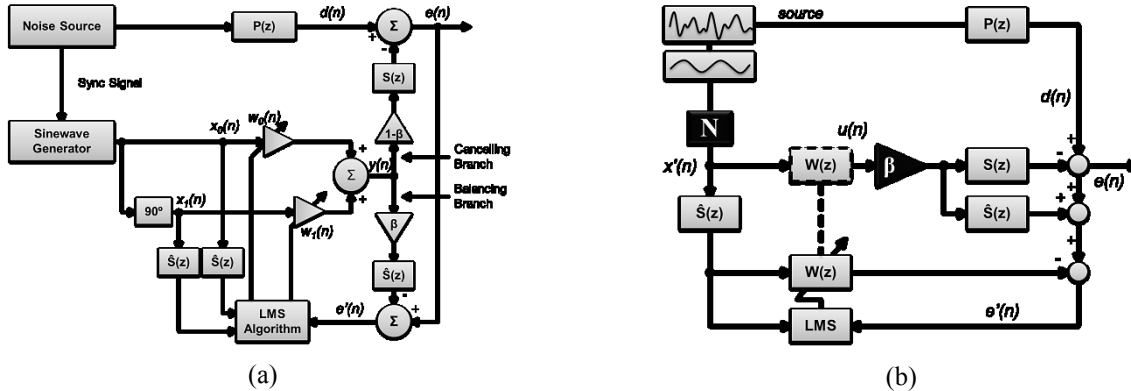 Noise Source
P(z)
d(n)
Σ
e(n)
+
-
S(z)
Sync Signal
1-β
Sinewave
Generator
x₀(n)
w₀(n)
+
Σ
y(n)
+
Cancelling
Branch
Balancing
Branch
90º
x₁(n)
w₁(n)
β
Ŝ(z)
Ŝ(z)
Ŝ(z)
-
+
LMS
Algorithm
e'(n)
Σ
(a)
source
P(z)
d(n)
N
u(n)
x'(n)
W(z)
β
S(z)
+
-
e(n)
Ŝ(z)
Ŝ(z)
+
+
+
W(z)
-
LMS
e'(n)
(b)